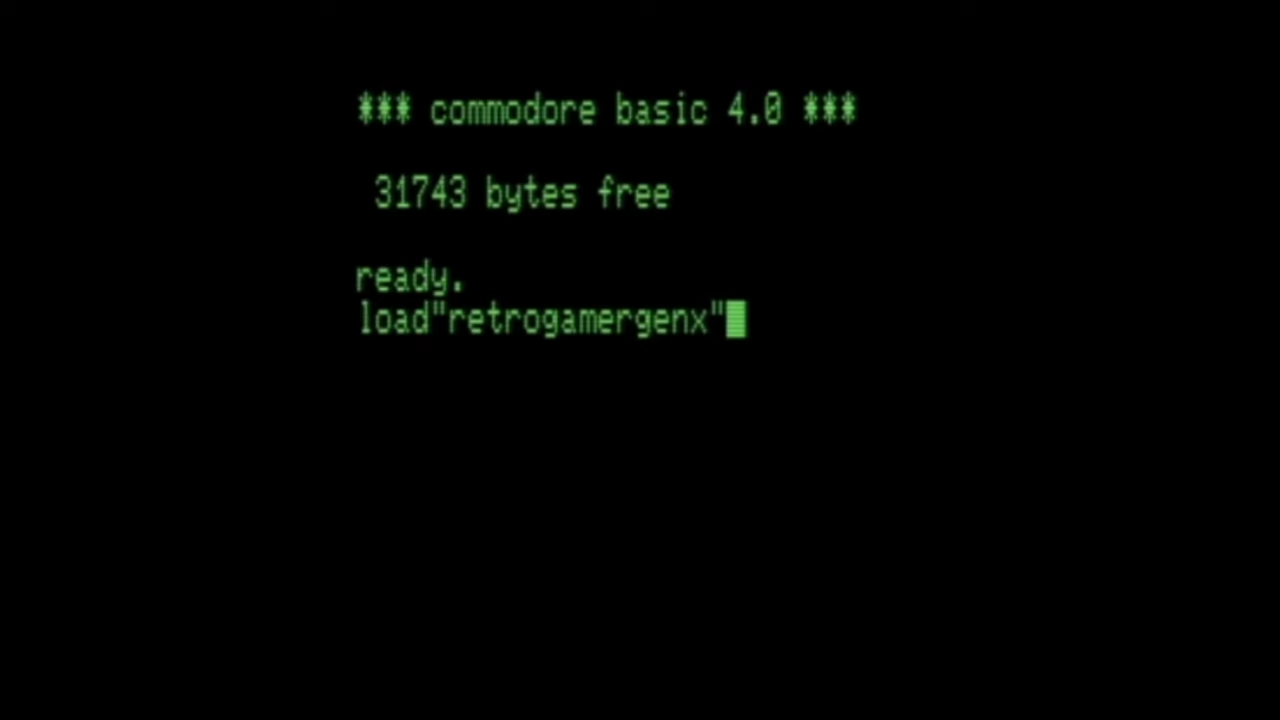 *** commodore basic 4.0 ***
31743 bytes free
ready.
load"retrogamergenx"